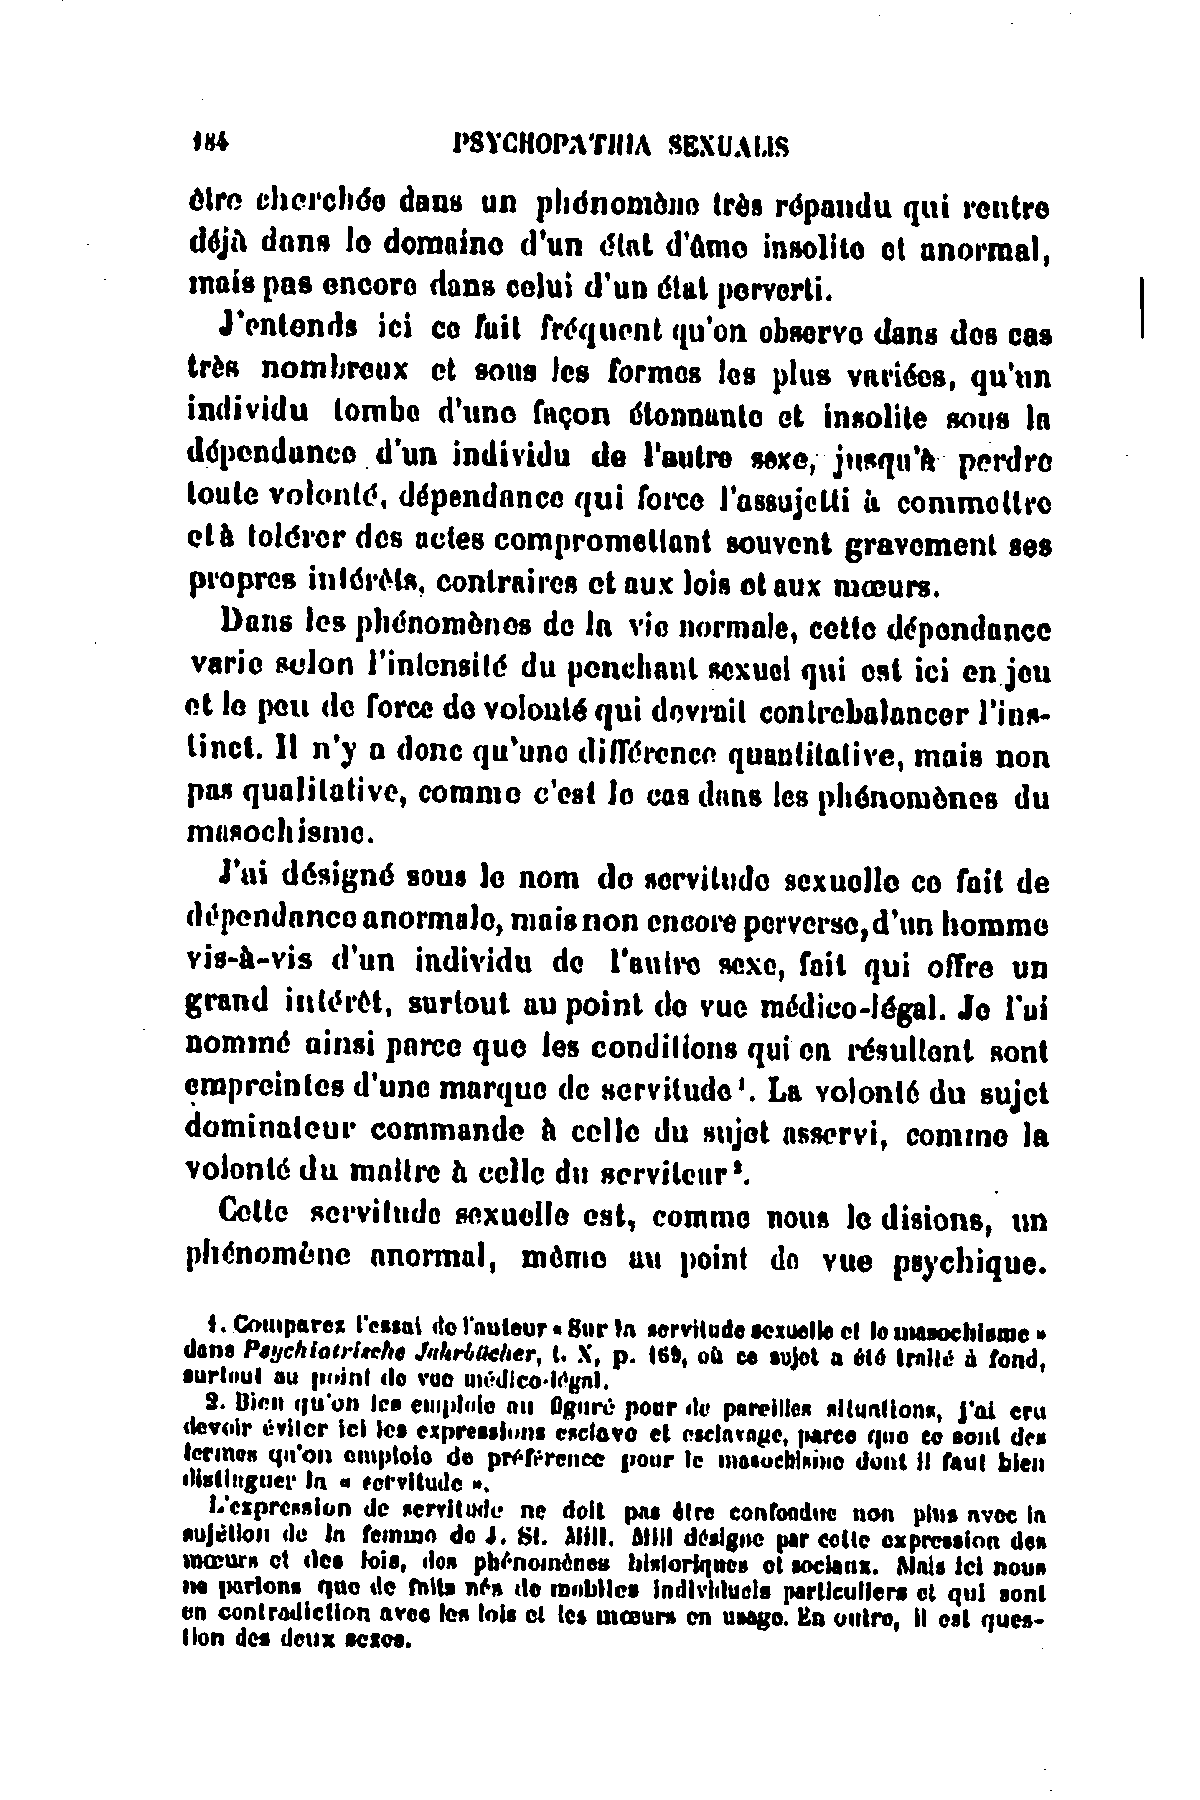 184 PSYCHOPATHIA SEXUALIS
être cherchée dans un phénomène très répandu qui rentre
déjà dans le domaine d'un état d'âme insolite et anormal,
mais pas encore dans celui d'un état perverti.
J'entends ici ce fait fréquent qu'on observe dans des cas
très nombreux et sous les formes les plus variées, qu'un
individu tombe d'une façon étonnante et insolite sous la
dépendance d'un individu de l'autre sexe, jusqu'à perdre
toute volonté, dépendance qui force l'assujetti à commettre
et à tolérer des actes compromettant souvent gravement ses
propres intérêts, contraires et aux lois et aux mœurs.
Dans les phénomènes de la vie normale, cette dépendance
varie selon l'intensité du penchant sexuel qui est ici en jeu
et le peu de force de volonté qui devrait contrebalancer l'ins-
tinct. Il n'y a donc qu'une différence quantitative, mais non
pas qualitative, comme c'est le cas dans les phénomènes du
masochisme.
J'ai désigné sous le nom de servitude sexuelle ce fait de
dépendance anormale, mais non encore perverse, d'un homme
vis-à-vis d'un individu de l'autre sexe, fait qui offre un
grand intérêt, surtout au point de vue médico-légal. Je l'ai
nommé ainsi parce que les conditions qui en résultent sont
empreintes d'une marque de servitude¹. La volonté du sujet
dominateur commande à celle du sujet asservi, comme la
volonté du maître à celle du serviteur².
Cette servitude sexuelle est, comme nous le disions, un
phénomène anormal, même au point de vue psychique.
1. Comparez l'essai de l'auteur « Sur la servitude sexuelle et le masochisme »
dans Psychiatrische Jahrbücher, t. X, p. 169, où ce sujet a été traité à fond,
surtout au point de vue médico-légal.
2. Bien qu'on les emploie au figuré pour de pareilles situations, j'ai cru
devoir éviter ici les expressions esclave et esclavage, parce que ce sont des
termes qu'on emploie de préférence pour le masochisme dont il faut bien
distinguer la « servitude ».
L'expression de servitude ne doit pas être confondue non plus avec la
sujétion de la femme de J. St. Mill. Mill désigne par cette expression des
mœurs et des lois, des phénomènes historiques et sociaux. Mais ici nous
ne parlons que de faits nés de mobiles individuels particuliers et qui sont
en contradiction avec les lois et les mœurs en usage. En outre, il est ques-
tion des deux sexes.